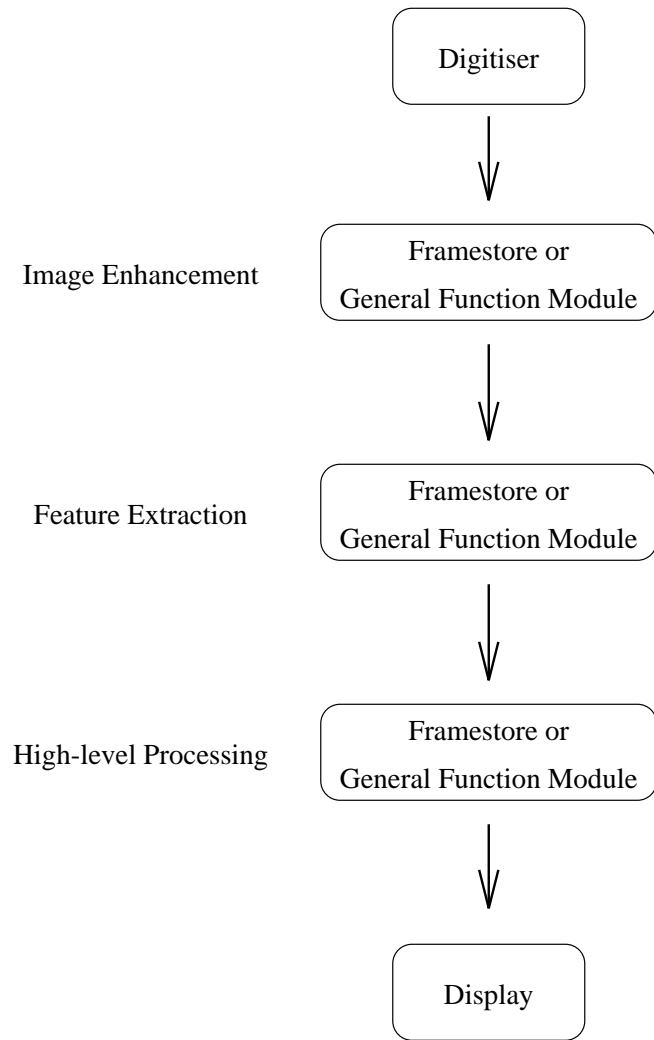 Digitiser
Image Enhancement
Framestore or
General Function Module
Feature Extraction
Framestore or
General Function Module
High-level Processing
Framestore or
General Function Module
Display